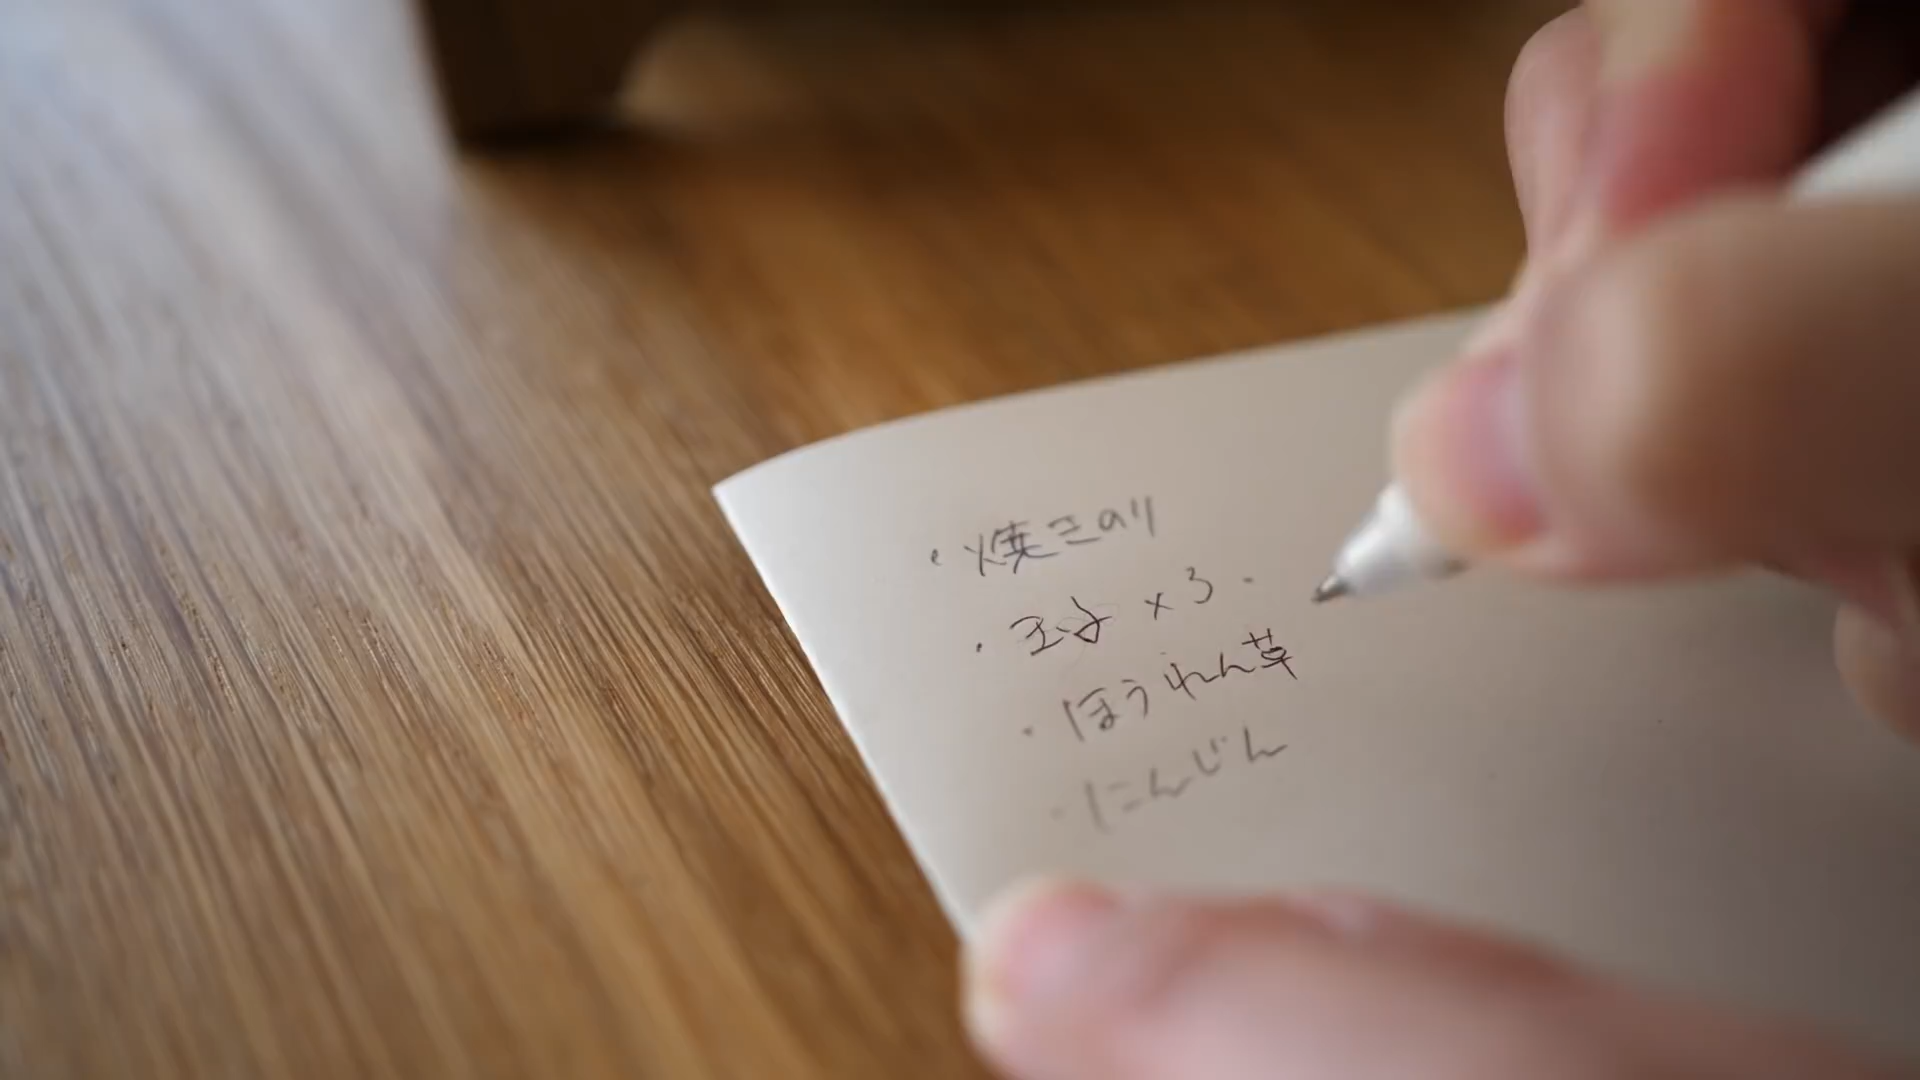 ・焼きのり
・玉子×3・
・ほうれん草
・にんじん